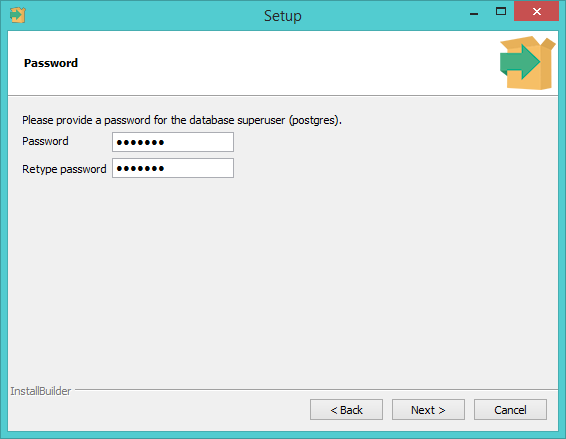 Setup
Password
Please provide a password for the database superuser (postgres).
Password •••••••
Retype password •••••••
InstallBuilder
< Back Next > Cancel